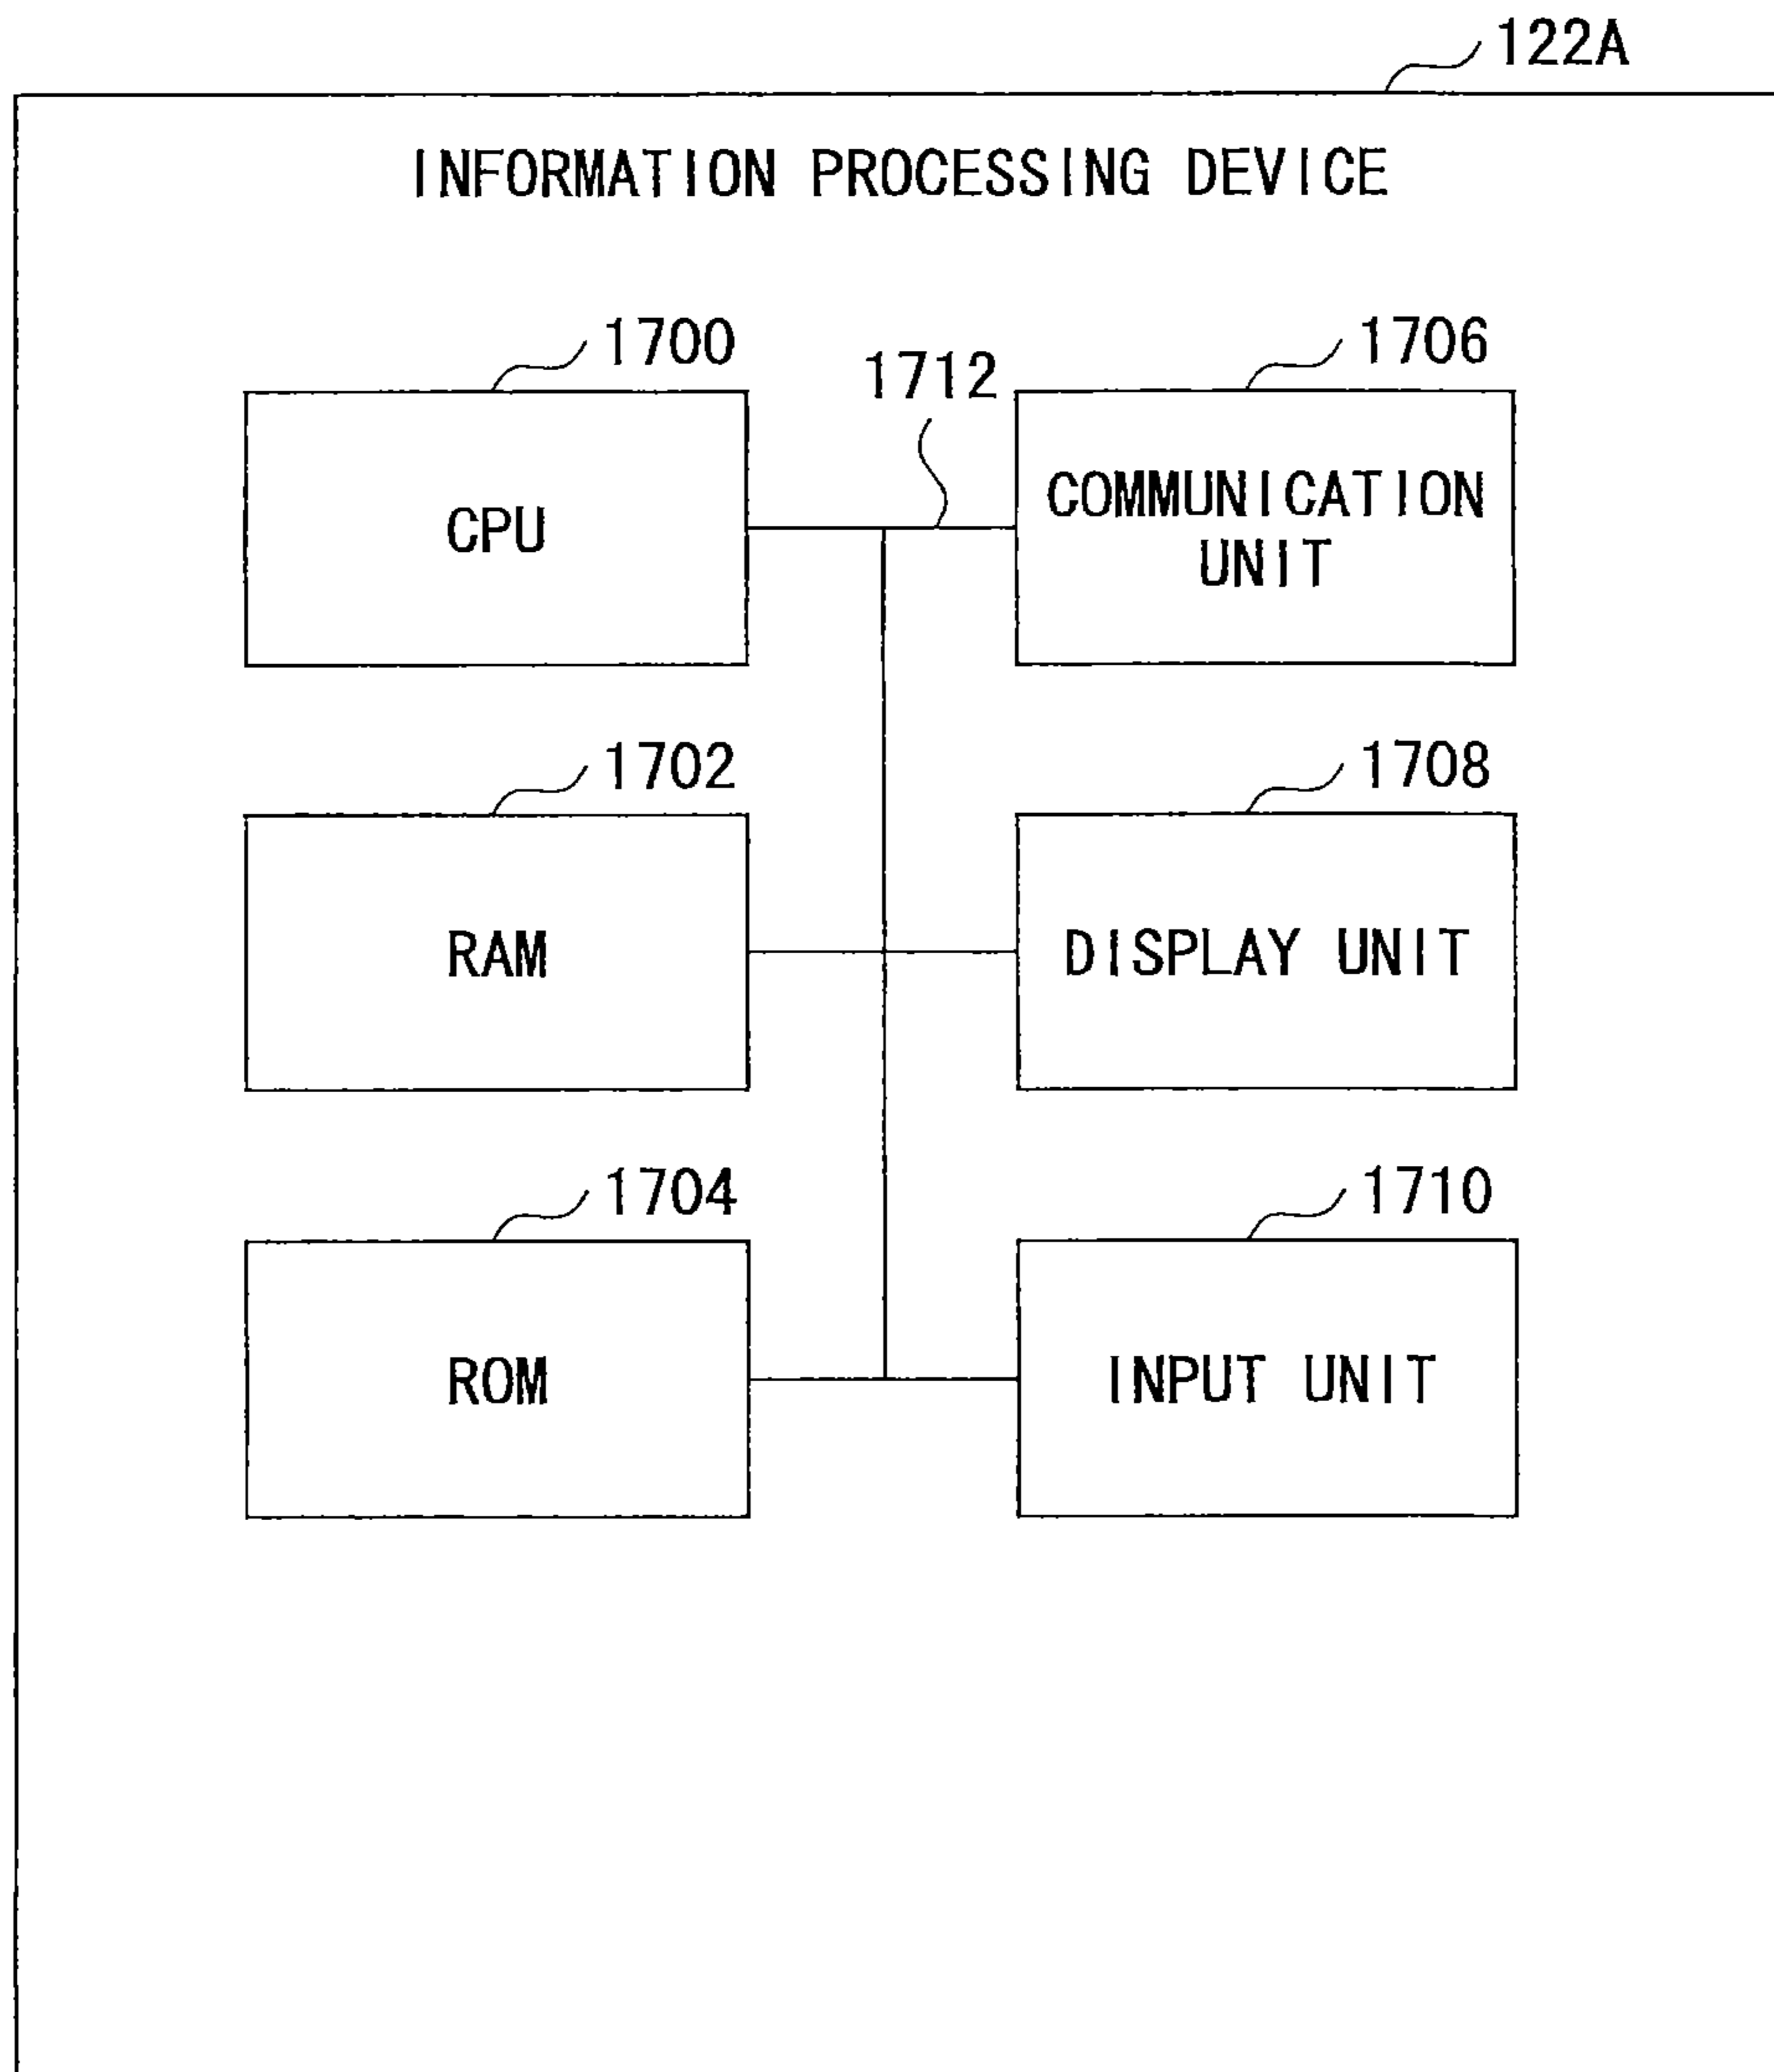 122A
INFORMATION PROCESSING DEVICE
1700
1712
1706
CPU
COMMUNICATION
UNIT
1702
1708
RAM
DISPLAY UNIT
1704
1710
ROM
INPUT UNIT